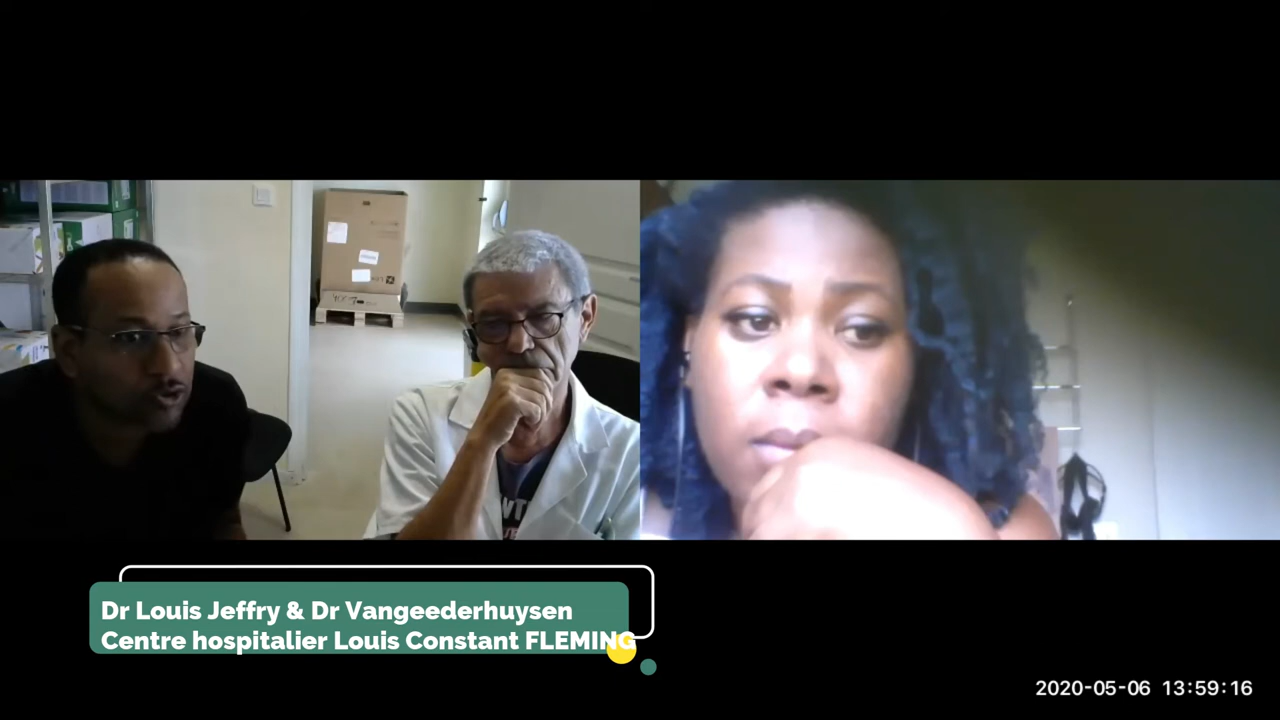 Dr Louis Jeffry & Dr Vangeederhuysen
Centre hospitalier Louis Constant FLEMING
2020-05-06 13:59:16